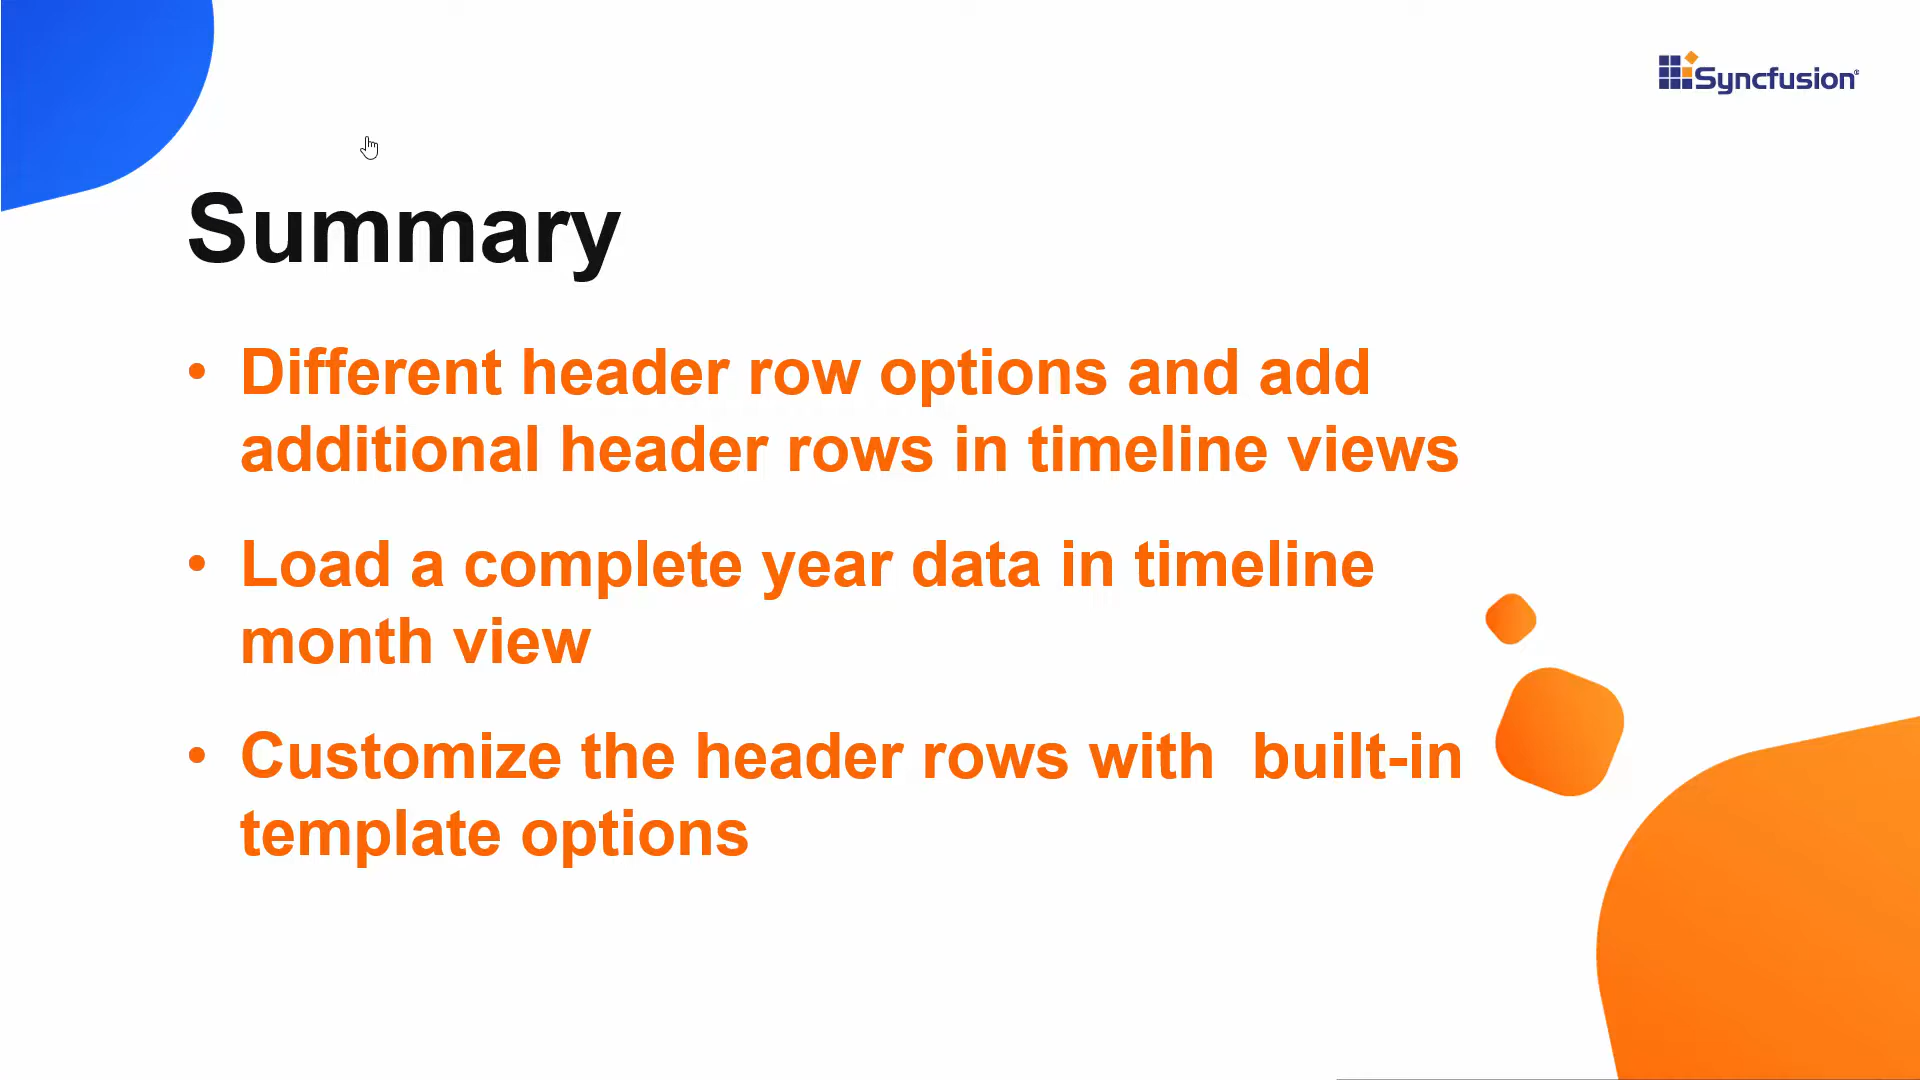 Syncfusion
Summary
• Different header row options and add
additional header rows in timeline views
• Load a complete year data in timeline
month view
• Customize the header rows with  built-in
template options